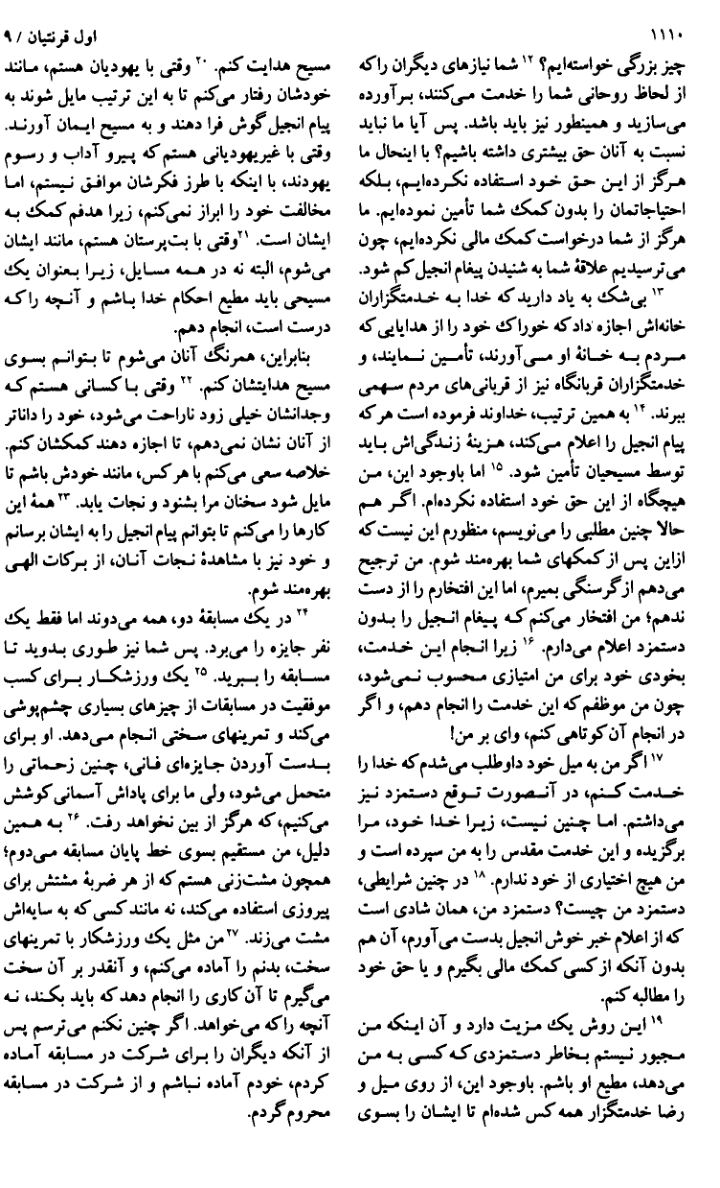 ۱۱۱۰
اول قرنتیان / ۹
چیز بزرگی خواسته‌ایم؟ ۱۲ شما نیازهای دیگران را که
از لحاظ روحانی شما را خدمت می‌کنند، برآورده
می‌سازید و همینطور نیز باید باشد. پس آیا ما نباید
نسبت به آنان حق بیشتری داشته باشیم؟ با اینحال ما
هرگز از این حق خود استفاده نکرده‌ایم، بلکه
احتیاجاتمان را بدون کمک شما تأمین نموده‌ایم. ما
هرگز از شما درخواست کمک مالی نکرده‌ایم، چون
می‌ترسیدیم علاقهٔ شما به شنیدن پیغام انجیل کم شود.
۱۳ بی‌شک به یاد دارید که خدا به خدمتگزاران
خانه‌اش اجازه داد که خوراک خود را از هدایایی که
مردم به خانهٔ او می‌آورند، تأمین نمایند، و
خدمتگزاران قربانگاه نیز از قربانی‌های مردم سهمی
ببرند. ۱۴ به همین ترتیب، خداوند فرموده است هر که
پیام انجیل را اعلام می‌کند، هزینهٔ زندگی‌اش باید
توسط مسیحیان تأمین شود. ۱۵ اما باوجود این، من
هیچگاه از این حق خود استفاده نکرده‌ام. اگر هم
حالا چنین مطلبی را می‌نویسم، منظورم این نیست که
ازاین پس از کمکهای شما بهره‌مند شوم. من ترجیح
می‌دهم از گرسنگی بمیرم، اما این افتخارم را از دست
ندهم؛ من افتخار می‌کنم که پیغام انجیل را بدون
دستمزد اعلام می‌دارم. ۱۶ زیرا انجام این خدمت،
بخودی خود برای من امتیازی محسوب نمی‌شود،
چون من موظفم که این خدمت را انجام دهم، و اگر
در انجام آن کوتاهی کنم، وای بر من!
۱۷ اگر من به میل خود داوطلب می‌شدم که خدا را
خدمت کنم، در آنصورت توقع دستمزد نیز
می‌داشتم. اما چنین نیست، زیرا خدا خود، مرا
برگزیده و این خدمت مقدس را به من سپرده است و
من هیچ اختیاری از خود ندارم. ۱۸ در چنین شرایطی،
دستمزد من چیست؟ دستمزد من، همان شادی است
که از اعلام خبر خوش انجیل بدست می‌آورم، آن هم
بدون آنکه از کسی کمک مالی بگیرم و یا حق خود
را مطالبه کنم.
۱۹ این روش یک مزیت دارد و آن اینکه من
مجبور نیستم بخاطر دستمزدی که کسی به من
می‌دهد، مطیع او باشم. باوجود این، از روی میل و
رضا خدمتگزار همه کس شده‌ام تا ایشان را بسوی
مسیح هدایت کنم. ۲۰ وقتی با یهودیان هستم، مانند
خودشان رفتار می‌کنم تا به این ترتیب مایل شوند به
پیام انجیل گوش فرا دهند و به مسیح ایمان آورند.
وقتی با غیریهودیانی هستم که پیرو آداب و رسوم
یهودند، با اینکه با طرز فکرشان موافق نیستم، اما
مخالفت خود را ابراز نمی‌کنم، زیرا هدفم کمک به
ایشان است. ۲۱وقتی با بت‌پرستان هستم، مانند ایشان
می‌شوم، البته نه در همه مسایل، زیرا بعنوان یک
مسیحی باید مطیع احکام خدا باشم و آنچه را که
درست است، انجام دهم.
بنابراین، همرنگ آنان می‌شوم تا بتوانم بسوی
مسیح هدایتشان کنم. ۲۲ وقتی با کسانی هستم که
وجدانشان خیلی زود ناراحت می‌شود، خود را داناتر
از آنان نشان نمی‌دهم، تا اجازه دهند کمکشان کنم.
خلاصه سعی می‌کنم با هر کس، مانند خودش باشم تا
مایل شود سخنان مرا بشنود و نجات یابد. ۲۳ همهٔ این
کارها را می‌کنم تا بتوانم پیام انجیل را به ایشان برسانم
و خود نیز با مشاهدهٔ نجات آنان، از برکات الهی
بهره‌مند شوم.
۲۴ در یک مسابقهٔ دو، همه می‌دوند اما فقط یک
نفر جایزه را می‌برد. پس شما نیز طوری بدوید تا
مسابقه را ببرید. ۲۵ یک ورزشکار برای کسب
موفقیت در مسابقات از چیزهای بسیاری چشم‌پوشی
می‌کند و تمرینهای سختی انجام می‌دهد. او برای
بدست آوردن جایزه‌ای فانی، چنین زحماتی را
متحمل می‌شود، ولی ما برای پاداش آسمانی کوشش
می‌کنیم، که هرگز از بین نخواهد رفت. ۲۶ به همین
دلیل، من مستقیم بسوی خط پایان مسابقه می‌دوم؛
همچون مشت‌زنی هستم که از هر ضربهٔ مشتش برای
پیروزی استفاده می‌کند، نه مانند کسی که به سایه‌اش
مشت می‌زند. ۲۷من مثل یک ورزشکار با تمرینهای
سخت، بدنم را آماده می‌کنم، و آنقدر بر آن سخت
می‌گیرم تا آن کاری را انجام دهد که باید بکند، نه
آنچه را که می‌خواهد. اگر چنین نکنم می‌ترسم پس
از آنکه دیگران را برای شرکت در مسابقه آماده
کردم، خودم آماده نباشم و از شرکت در مسابقه
محروم گردم.